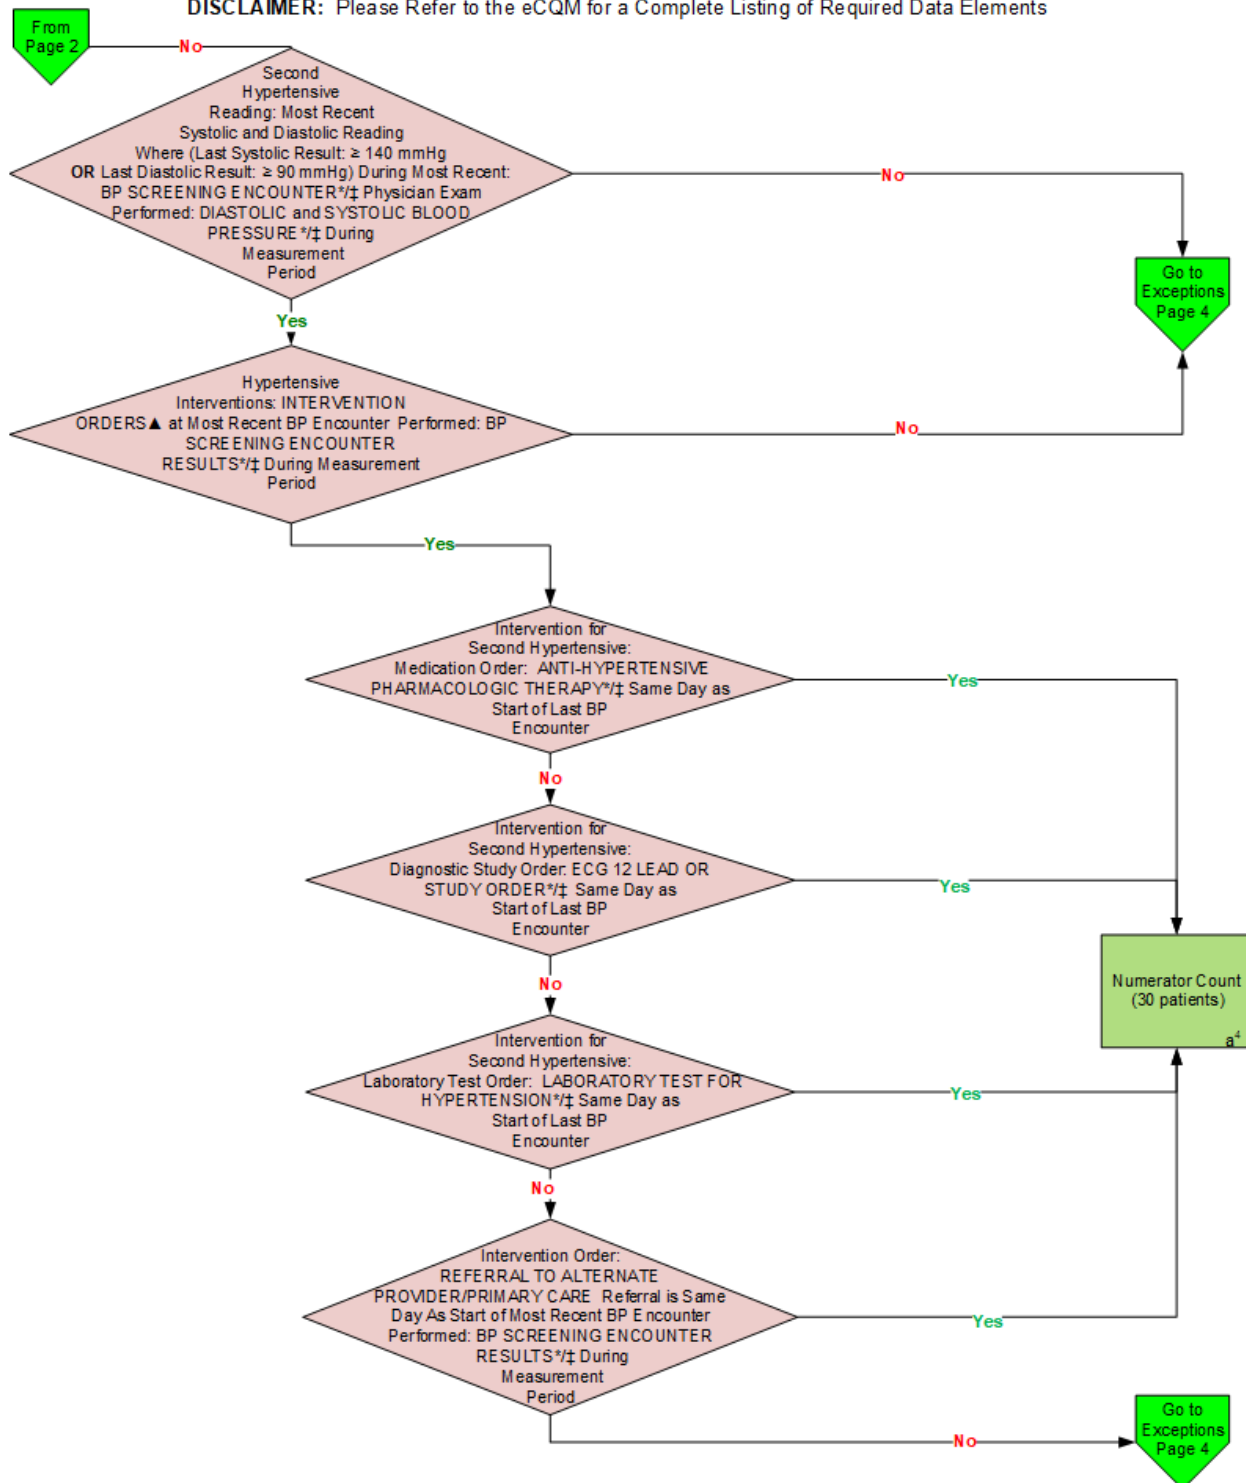 DISCLAIMER: Please Refer to the eCQM for a Complete Listing of Required Data Elements
From
Page 2
No
Second
Hypertensive
Reading: Most Recent
Systolic and Diastolic Reading
Where (Last Systolic Result: ≥ 140 mmHg
OR Last Diastolic Result: ≥ 90 mmHg) During Most Recent:
BP SCREENING ENCOUNTER*/‡ Physician Exam
Performed: DIASTOLIC and SYSTOLIC BLOOD
PRESSURE*/‡ During
Measurement
Period
No
Go to
Exceptions
Page 4
Yes
Hypertensive
Interventions: INTERVENTION
ORDERS▲ at Most Recent BP Encounter Performed: BP
SCREENING ENCOUNTER
RESULTS*/‡ During Measurement
Period
No
Yes
Intervention for
Second Hypertensive:
Medication Order: ANTI-HYPERTENSIVE
PHARMACOLOGIC THERAPY*/‡ Same Day as
Start of Last BP
Encounter
Yes
No
Intervention for
Second Hypertensive:
Diagnostic Study Order: ECG 12 LEAD OR
STUDY ORDER*/‡ Same Day as
Start of Last BP
Encounter
Yes
Numerator Count
(30 patients)
a⁴
No
Intervention for
Second Hypertensive:
Laboratory Test Order: LABORATORY TEST FOR
HYPERTENSION*/‡ Same Day as
Start of Last BP
Encounter
Yes
No
Intervention Order:
REFERRAL TO ALTERNATE
PROVIDER/PRIMARY CARE Referral is Same
Day As Start of Most Recent BP Encounter
Performed: BP SCREENING ENCOUNTER
RESULTS*/‡ During
Measurement
Period
Yes
No
Go to
Exceptions
Page 4